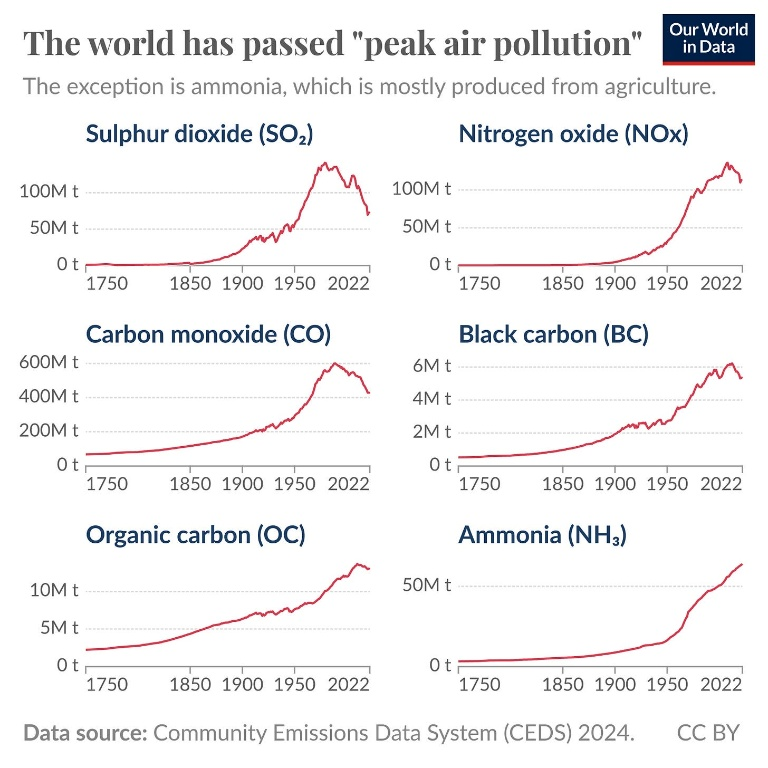 The world has passed "peak air pollution"
Our World
in Data
The exception is ammonia, which is mostly produced from agriculture.
Sulphur dioxide (SO₂)
100M t
50M t
0 t
1750 1850 1900 1950 2022
Nitrogen oxide (NOx)
100M t
50M t
0 t
1750 1850 1900 1950 2022
Carbon monoxide (CO)
600M t
400M t
200M t
0 t
1750 1850 1900 1950 2022
Black carbon (BC)
6M t
4M t
2M t
0 t
1750 1850 1900 1950 2022
Organic carbon (OC)
10M t
5M t
0 t
1750 1850 1900 1950 2022
Ammonia (NH₃)
50M t
0 t
1750 1850 1900 1950 2022
Data source: Community Emissions Data System (CEDS) 2024. CC BY